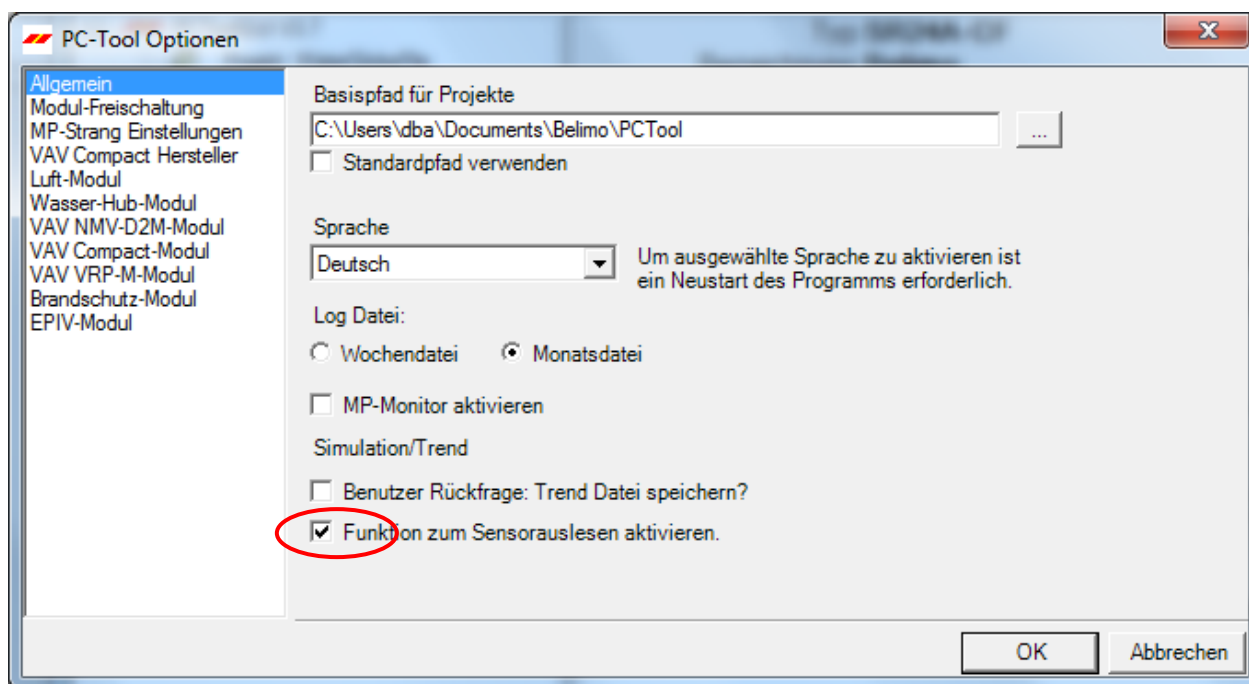 PC-Tool Optionen
Allgemein
Modul-Freischaltung
MP-Strang Einstellungen
VAV Compact Hersteller
Luft-Modul
Wasser-Hub-Modul
VAV NMV-D2M-Modul
VAV Compact-Modul
VAV VRP-M-Modul
Brandschutz-Modul
EPIV-Modul
Basispfad für Projekte
C:\Users\dba\Documents\Belimo\PCTool
...
Standardpfad verwenden
Sprache
Deutsch
Um ausgewählte Sprache zu aktivieren ist
ein Neustart des Programms erforderlich.
Log Datei:
Wochendatei
Monatsdatei
MP-Monitor aktivieren
Simulation/Trend
Benutzer Rückfrage: Trend Datei speichern?
Funktion zum Sensorauslesen aktivieren.
OK
Abbrechen